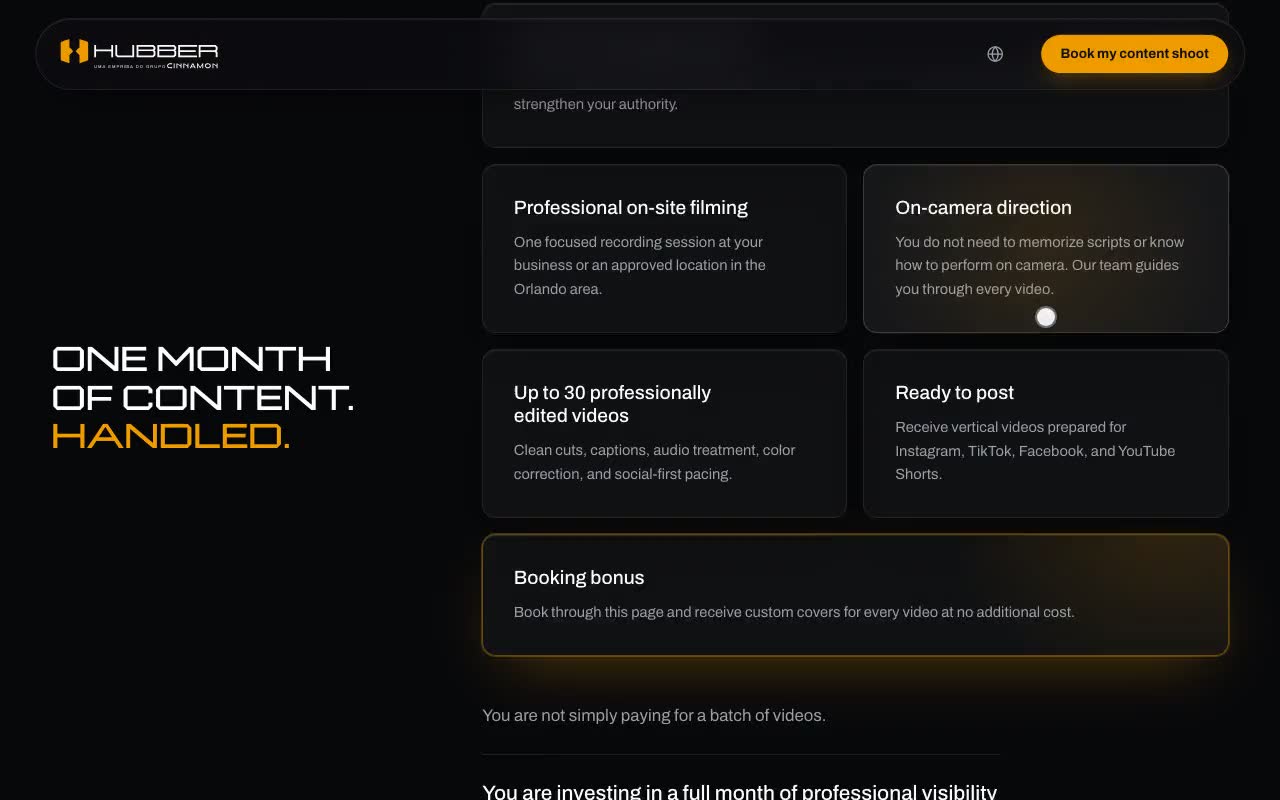 HUBBER
UMA EMPRESA DO GRUPO CINNAMON
Book my content shoot
strengthen your authority.
Professional on-site filming
One focused recording session at your
business or an approved location in the
Orlando area.
On-camera direction
You do not need to memorize scripts or know
how to perform on camera. Our team guides
you through every video.
ONE MONTH
OF CONTENT.
HANDLED.
Up to 30 professionally
edited videos
Clean cuts, captions, audio treatment, color
correction, and social-first pacing.
Ready to post
Receive vertical videos prepared for
Instagram, TikTok, Facebook, and YouTube
Shorts.
Booking bonus
Book through this page and receive custom covers for every video at no additional cost.
You are not simply paying for a batch of videos.
You are investing in a full month of professional visibility